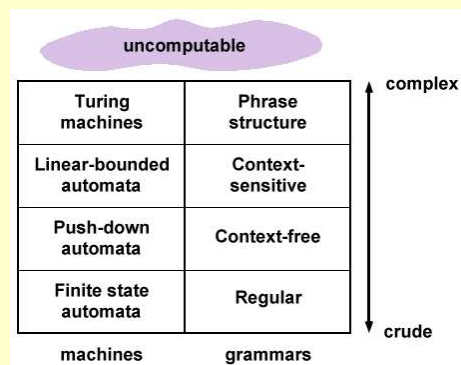 uncomputable
complex
Turing
machines
Phrase
structure
Linear-bounded
automata
Context-
sensitive
Push-down
automata
Context-free
Finite state
automata
Regular
crude
machines
grammars